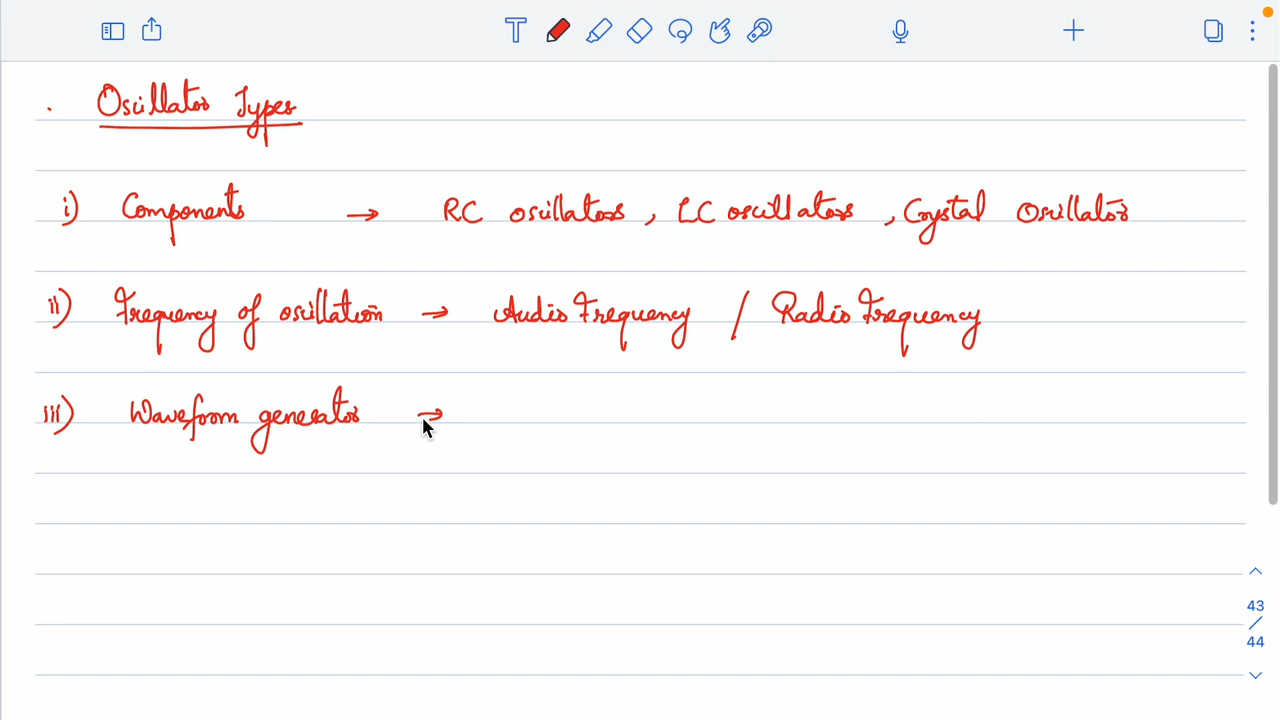 . Oscillator Types
i) Components → RC oscillators, LC oscillators, Crystal Oscillator
ii) Frequency of oscillation → Audio Frequency / Radio Frequency
iii) Waveform generator →
43
/
44